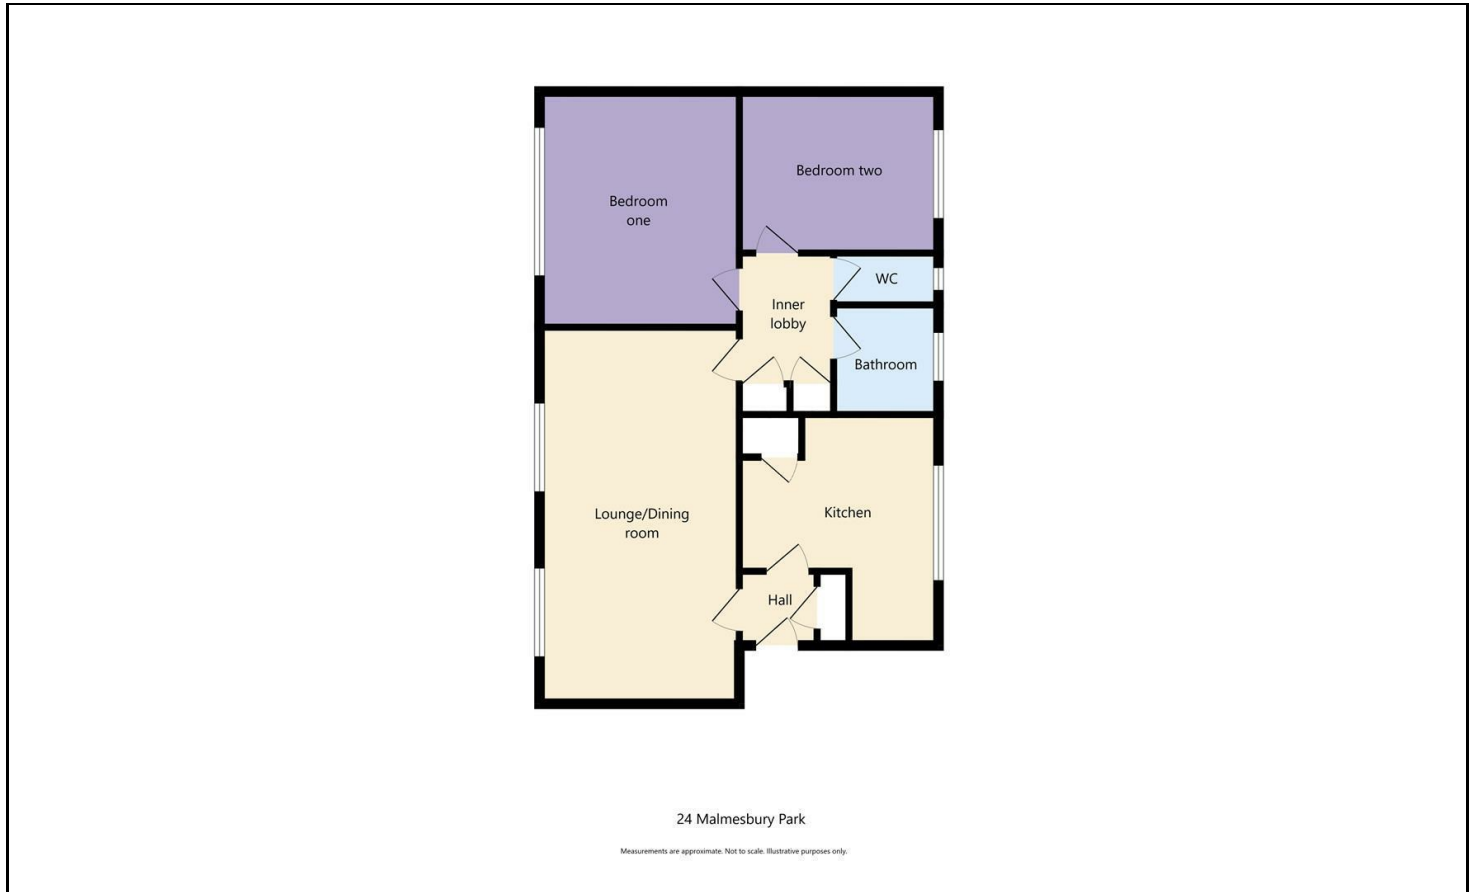 Bedroom
one
Bedroom two
WC
Inner
lobby
Bathroom
Lounge/Dining
room
Kitchen
Hall
24 Malmesbury Park
Measurements are approximate. Not to scale. Illustrative purposes only.